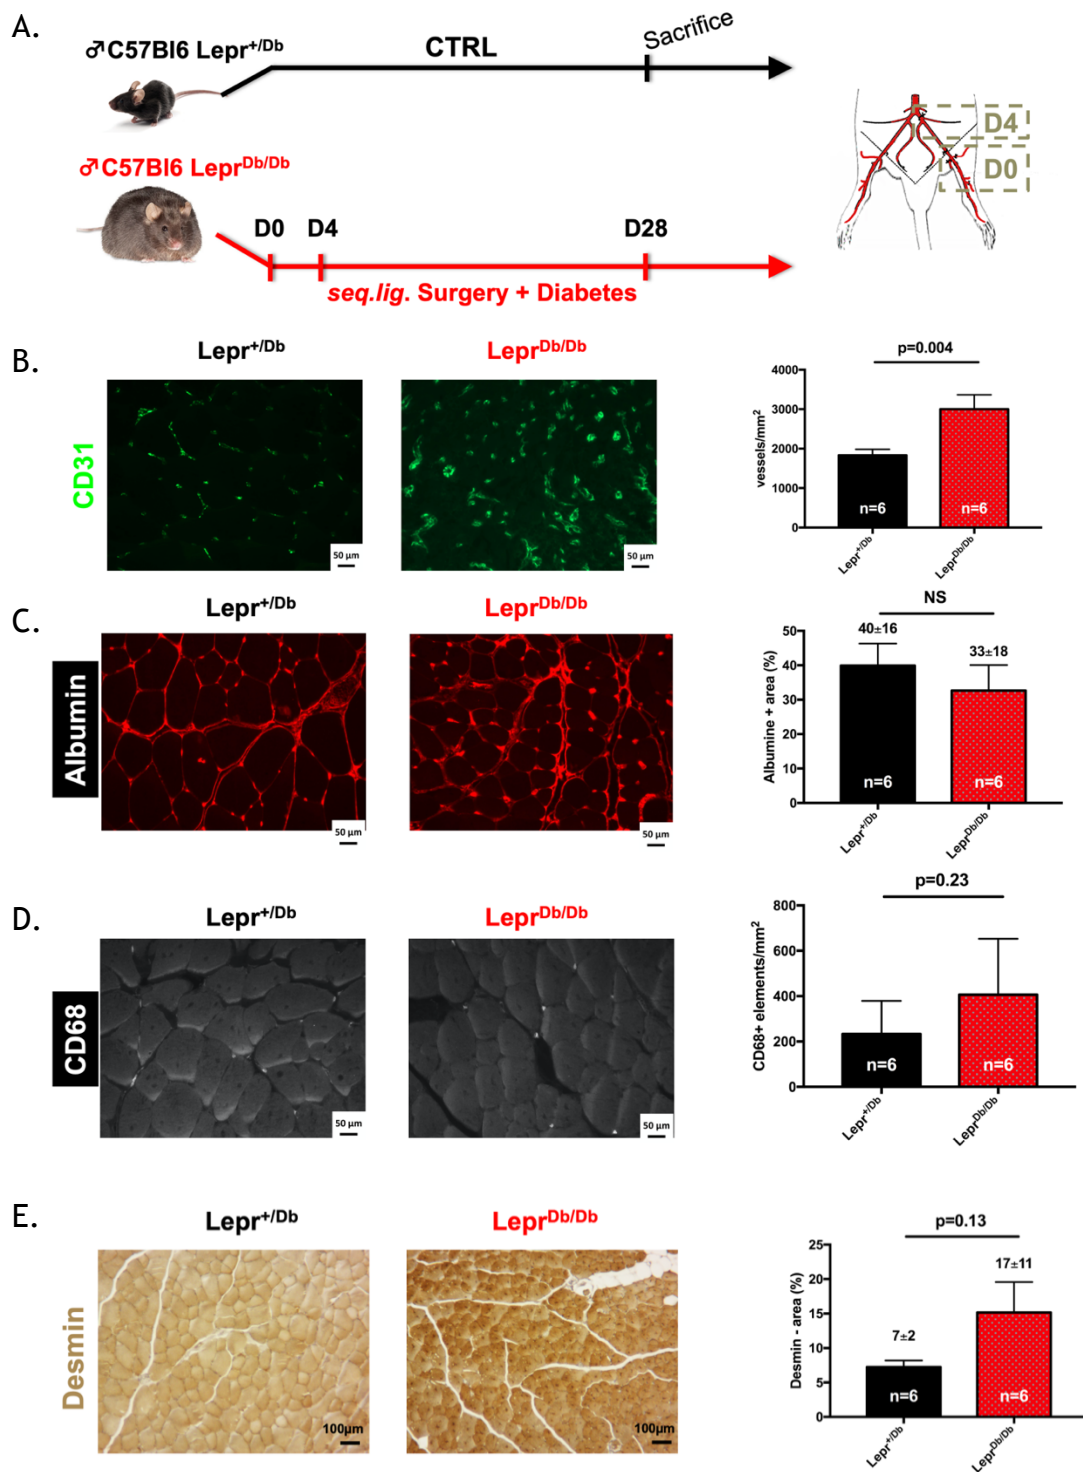 A.
♂C57Bl6 Lepr+/Db
CTRL
Sacrifice
♂C57Bl6 LeprDb/Db
D0 D4 D28
seq.lig. Surgery + Diabetes
D4
D0
B.
Lepr+/Db
LeprDb/Db
CD31
50 µm
50 µm
p=0.004
vessels/mm2
4000
3000
2000
1000
0
n=6
n=6
Lepr+/Db
LeprDb/Db
C.
Lepr+/Db
LeprDb/Db
Albumin
50 µm
50 µm
NS
40±16
33±18
Albumine + area (%)
50
40
30
20
10
0
n=6
n=6
Lepr+/Db
LeprDb/Db
D.
Lepr+/Db
LeprDb/Db
CD68
50 µm
50 µm
p=0.23
CD68+ elements/mm2
800
600
400
200
0
n=6
n=6
Lepr+/Db
LeprDb/Db
E.
Lepr+/Db
LeprDb/Db
Desmin
100µm
100µm
p=0.13
17±11
7±2
Desmin - area (%)
25
20
15
10
5
0
n=6
n=6
Lepr+/Db
LeprDb/Db